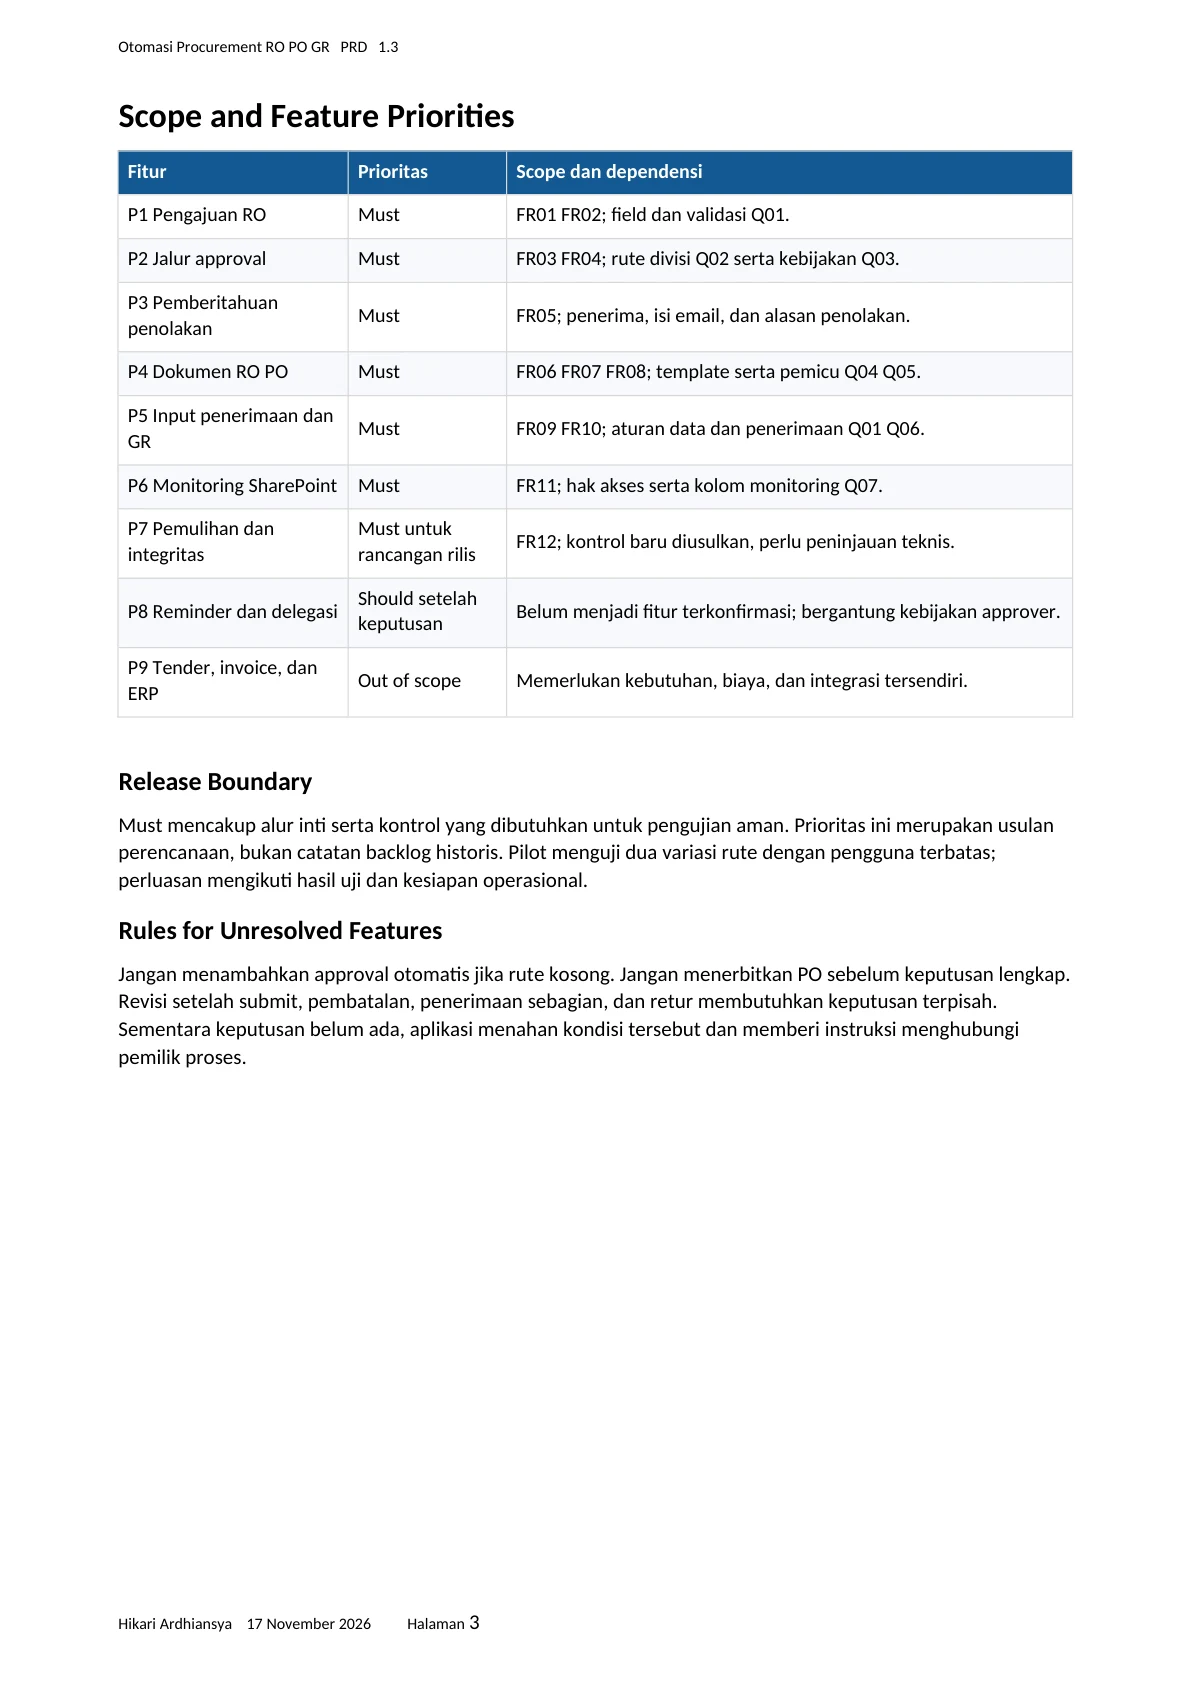 Otomasi Procurement RO PO GR PRD 1.3
Scope and Feature Priorities
Fitur Prioritas Scope dan dependensi
P1 Pengajuan RO Must FR01 FR02; field dan validasi Q01.
P2 Jalur approval Must FR03 FR04; rute divisi Q02 serta kebijakan Q03.
P3 Pemberitahuan
penolakan
Must
FR05; penerima, isi email, dan alasan penolakan.
P4 Dokumen RO PO Must FR06 FR07 FR08; template serta pemicu Q04 Q05.
P5 Input penerimaan dan
GR
Must
FR09 FR10; aturan data dan penerimaan Q01 Q06.
P6 Monitoring SharePoint Must FR11; hak akses serta kolom monitoring Q07.
P7 Pemulihan dan
integritas
Must untuk
rancangan rilis
FR12; kontrol baru diusulkan, perlu peninjauan teknis.
P8 Reminder dan delegasi
Should setelah
keputusan
Belum menjadi fitur terkonfirmasi; bergantung kebijakan approver.
P9 Tender, invoice, dan
ERP
Out of scope
Memerlukan kebutuhan, biaya, dan integrasi tersendiri.
Release Boundary
Must mencakup alur inti serta kontrol yang dibutuhkan untuk pengujian aman. Prioritas ini merupakan usulan
perencanaan, bukan catatan backlog historis. Pilot menguji dua variasi rute dengan pengguna terbatas;
perluasan mengikuti hasil uji dan kesiapan operasional.
Rules for Unresolved Features
Jangan menambahkan approval otomatis jika rute kosong. Jangan menerbitkan PO sebelum keputusan lengkap.
Revisi setelah submit, pembatalan, penerimaan sebagian, dan retur membutuhkan keputusan terpisah.
Sementara keputusan belum ada, aplikasi menahan kondisi tersebut dan memberi instruksi menghubungi
pemilik proses.
Hikari Ardhiansya 17 November 2026 Halaman 3